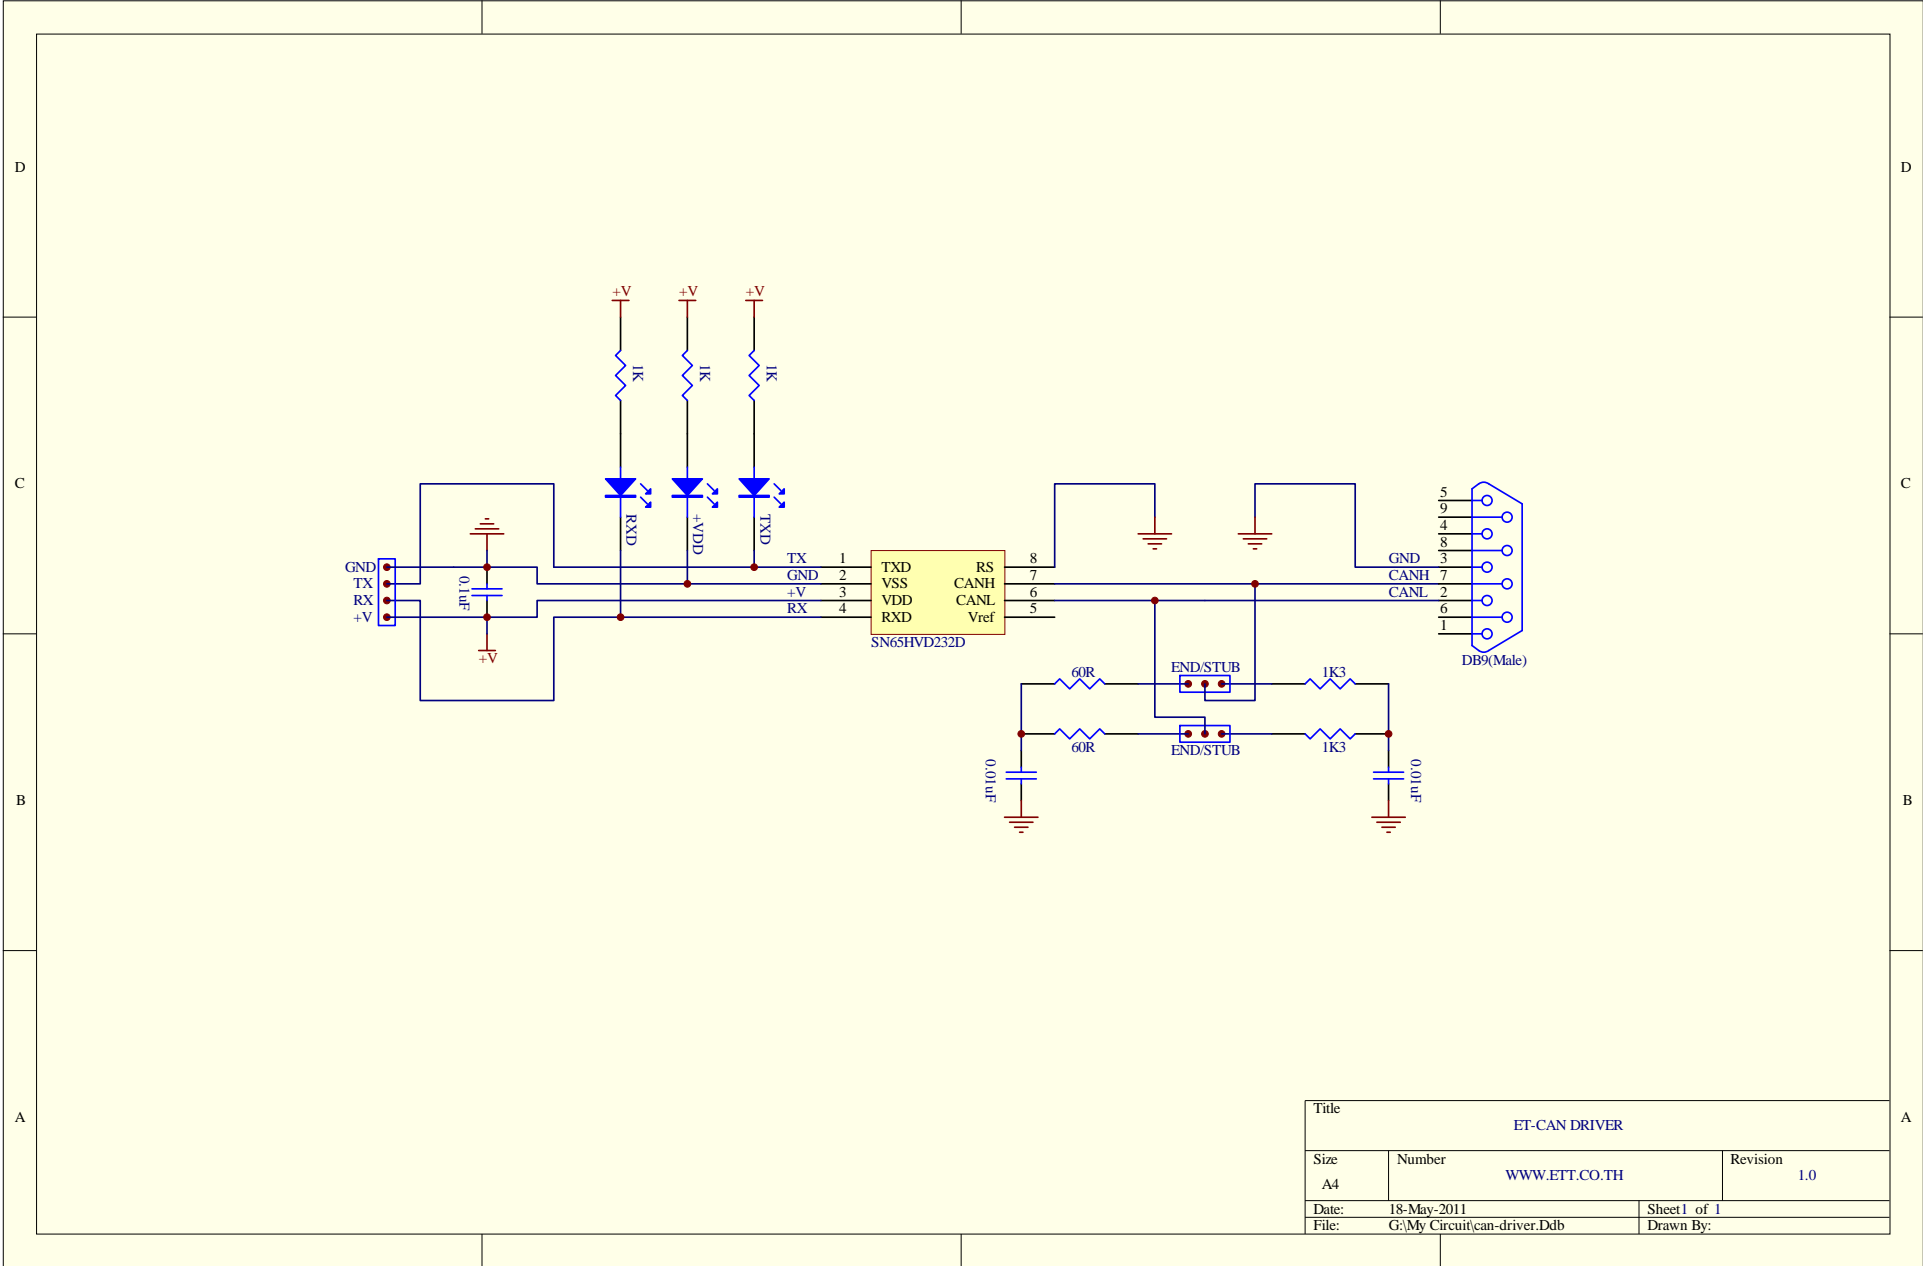 D
D
+V
+V
+V
1K
1K
1K
C
C
RXD
+VDD
TXD
5
9
4
8
3
7
2
6
1
GND
TX
RX
+V
0.1uF
+V
TX
GND
+V
RX
1
2
3
4
TXD
VSS
VDD
RXD
RS
CANH
CANL
Vref
8
7
6
5
GND
CANH
CANL
SN65HVD232D
DB9(Male)
60R
END/STUB
1K3
60R
END/STUB
1K3
0.01uF
0.01uF
B
B
A
A
Title
ET-CAN DRIVER
Size
A4
Number
WWW.ETT.CO.TH
Revision
1.0
Date: 18-May-2011
Sheet1 of 1
File: G:\My Circuit\can-driver.Ddb
Drawn By: